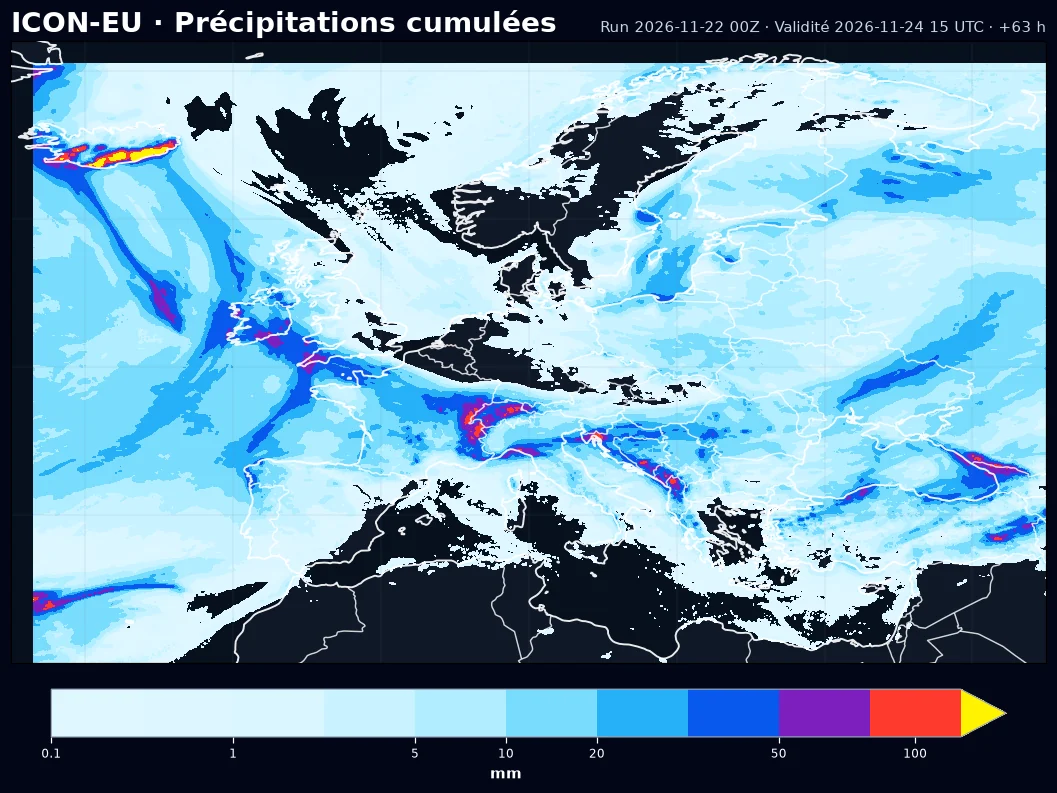 ICON-EU · Précipitations cumulées
Run 2026-11-22 00Z · Validité 2026-11-24 15 UTC · +63 h
0.1 1 5 10 20 50 100
mm